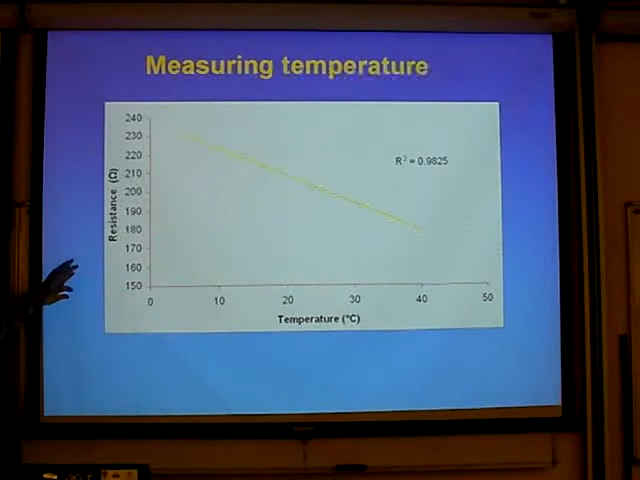 Measuring temperature
240
230
220
210
200
190
180
170
160
150
Resistance (Ω)
R² = 0.9825
0 10 20 30 40 50
Temperature (°C)